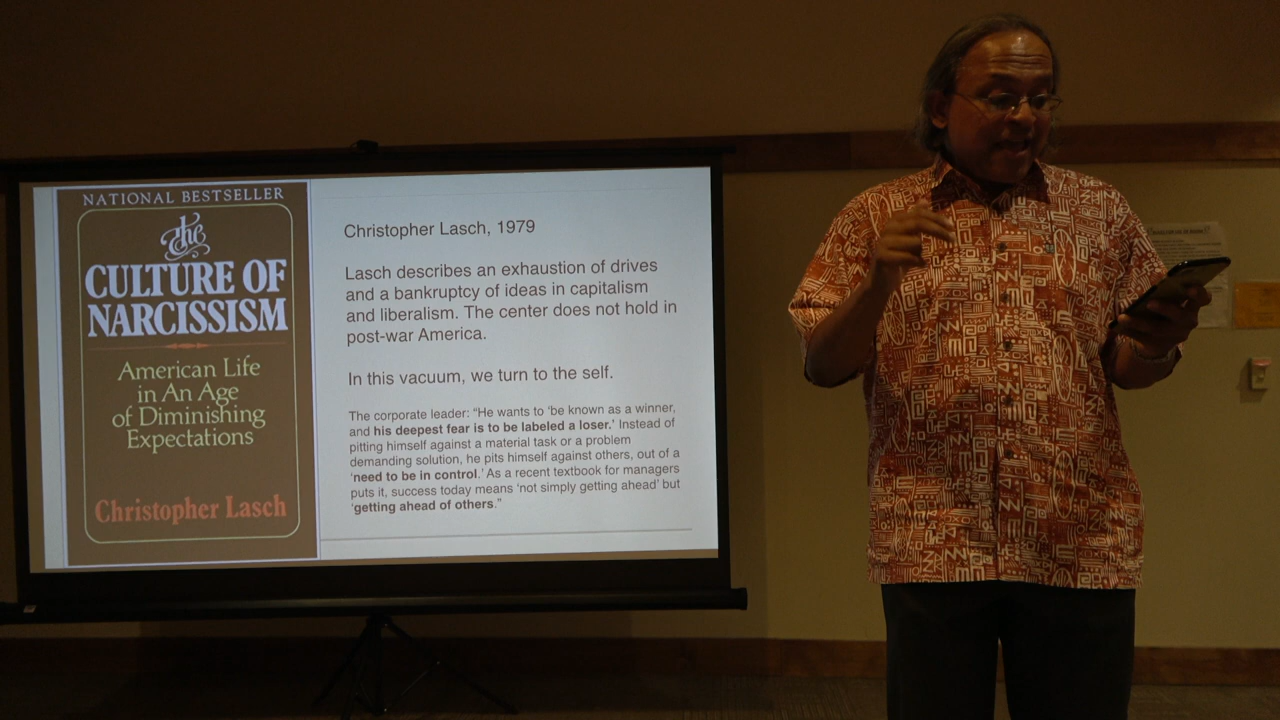 NATIONAL BESTSELLER
the
CULTURE OF
NARCISSISM
American Life
in An Age
of Diminishing
Expectations
Christopher Lasch
Christopher Lasch, 1979
Lasch describes an exhaustion of drives
and a bankruptcy of ideas in capitalism
and liberalism. The center does not hold in
post-war America.
In this vacuum, we turn to the self.
The corporate leader: “He wants to ‘be known as a winner,
and his deepest fear is to be labeled a loser.’ Instead of
pitting himself against a material task or a problem
demanding solution, he pits himself against others, out of a
‘need to be in control.’ As a recent textbook for managers
puts it, success today means ‘not simply getting ahead’ but
‘getting ahead of others.”